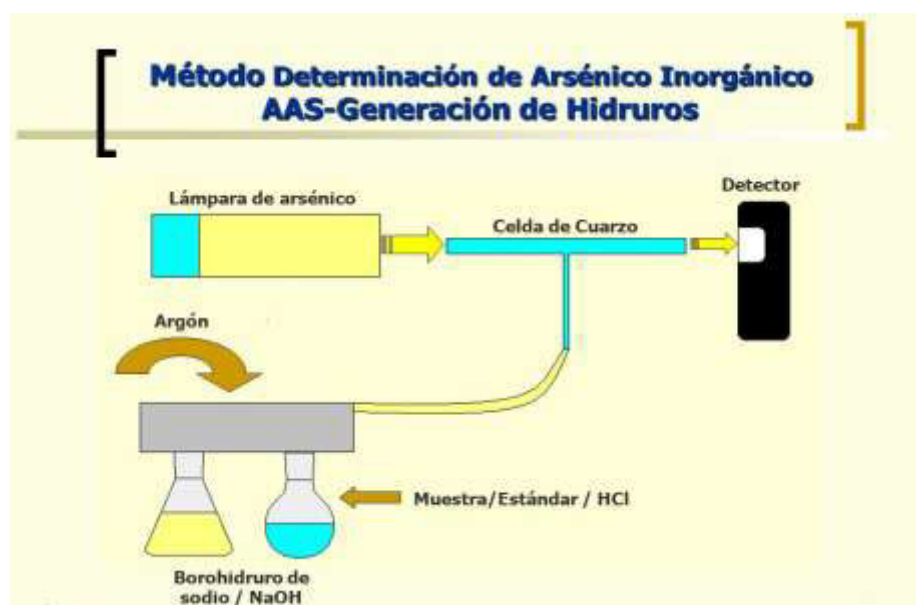 Método Determinación de Arsénico Inorgánico
AAS-Generación de Hidruros
Detector
Lámpara de arsénico
Celda de Cuarzo
Argón
Muestra/Estándar / HCl
Borohidruro de
sodio / NaOH